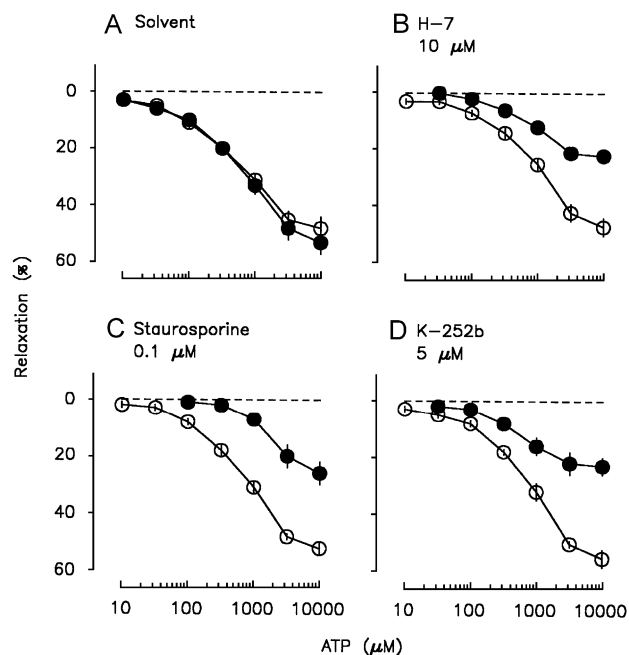 A Solvent
B H-7
10 μM
0
20
40
60
C Staurosporine
0.1 μM
D K-252b
5 μM
0
20
40
60
10 100 1000 10000
10 100 1000 10000
Relaxation (%)
ATP (μM)